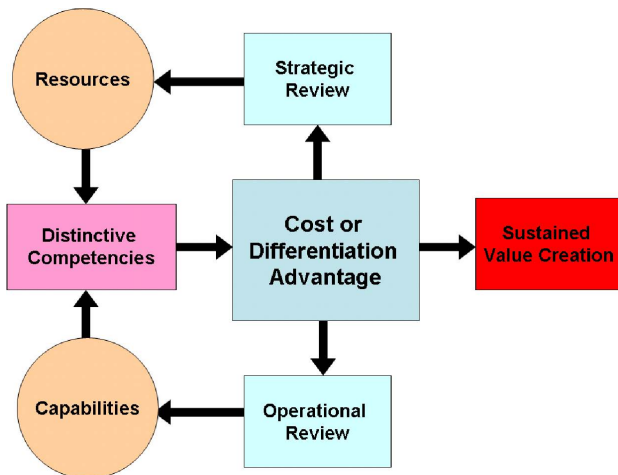 Resources
Strategic
Review
Distinctive
Competencies
Cost or
Differentiation
Advantage
Sustained
Value Creation
Capabilities
Operational
Review